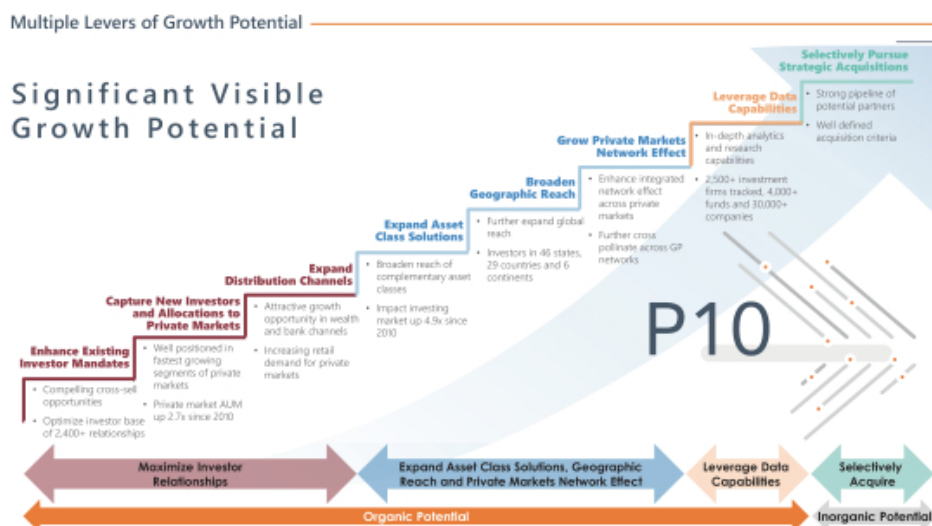 Multiple Levers of Growth Potential
Significant Visible
Growth Potential
Enhance Existing
Investor Mandates
• Compelling cross-sell
opportunities
• Optimize investor base
of 2,400+ relationships
Capture New Investors
and Allocations to
Private Markets
• Well positioned in
fastest growing
segments of private
markets
• Private market AUM
up 2.7x since 2010
Expand
Distribution Channels
• Attractive growth
opportunity in wealth
and bank channels
• Increasing retail
demand for private
markets
Expand Asset
Class Solutions
• Broaden reach of
complementary asset
classes
• Impact investing
market up 4.9x since
2010
Broaden
Geographic Reach
• Further expand global
reach
• Investors in 46 states,
29 countries and 6
continents
Grow Private Markets
Network Effect
• Enhance integrated
network effect
across private
markets
• Further cross
pollinate across GP
networks
Leverage Data
Capabilities
• In-depth analytics
and research
capabilities
• 2,500+ investment
firms tracked, 4,000+
funds and 30,000+
companies
Selectively Pursue
Strategic Acquisitions
• Strong pipeline of
potential partners
• Well defined
acquisition criteria
P10
Maximize Investor
Relationships
Expand Asset Class Solutions, Geographic
Reach and Private Markets Network Effect
Leverage Data
Capabilities
Selectively
Acquire
Organic Potential
Inorganic Potential